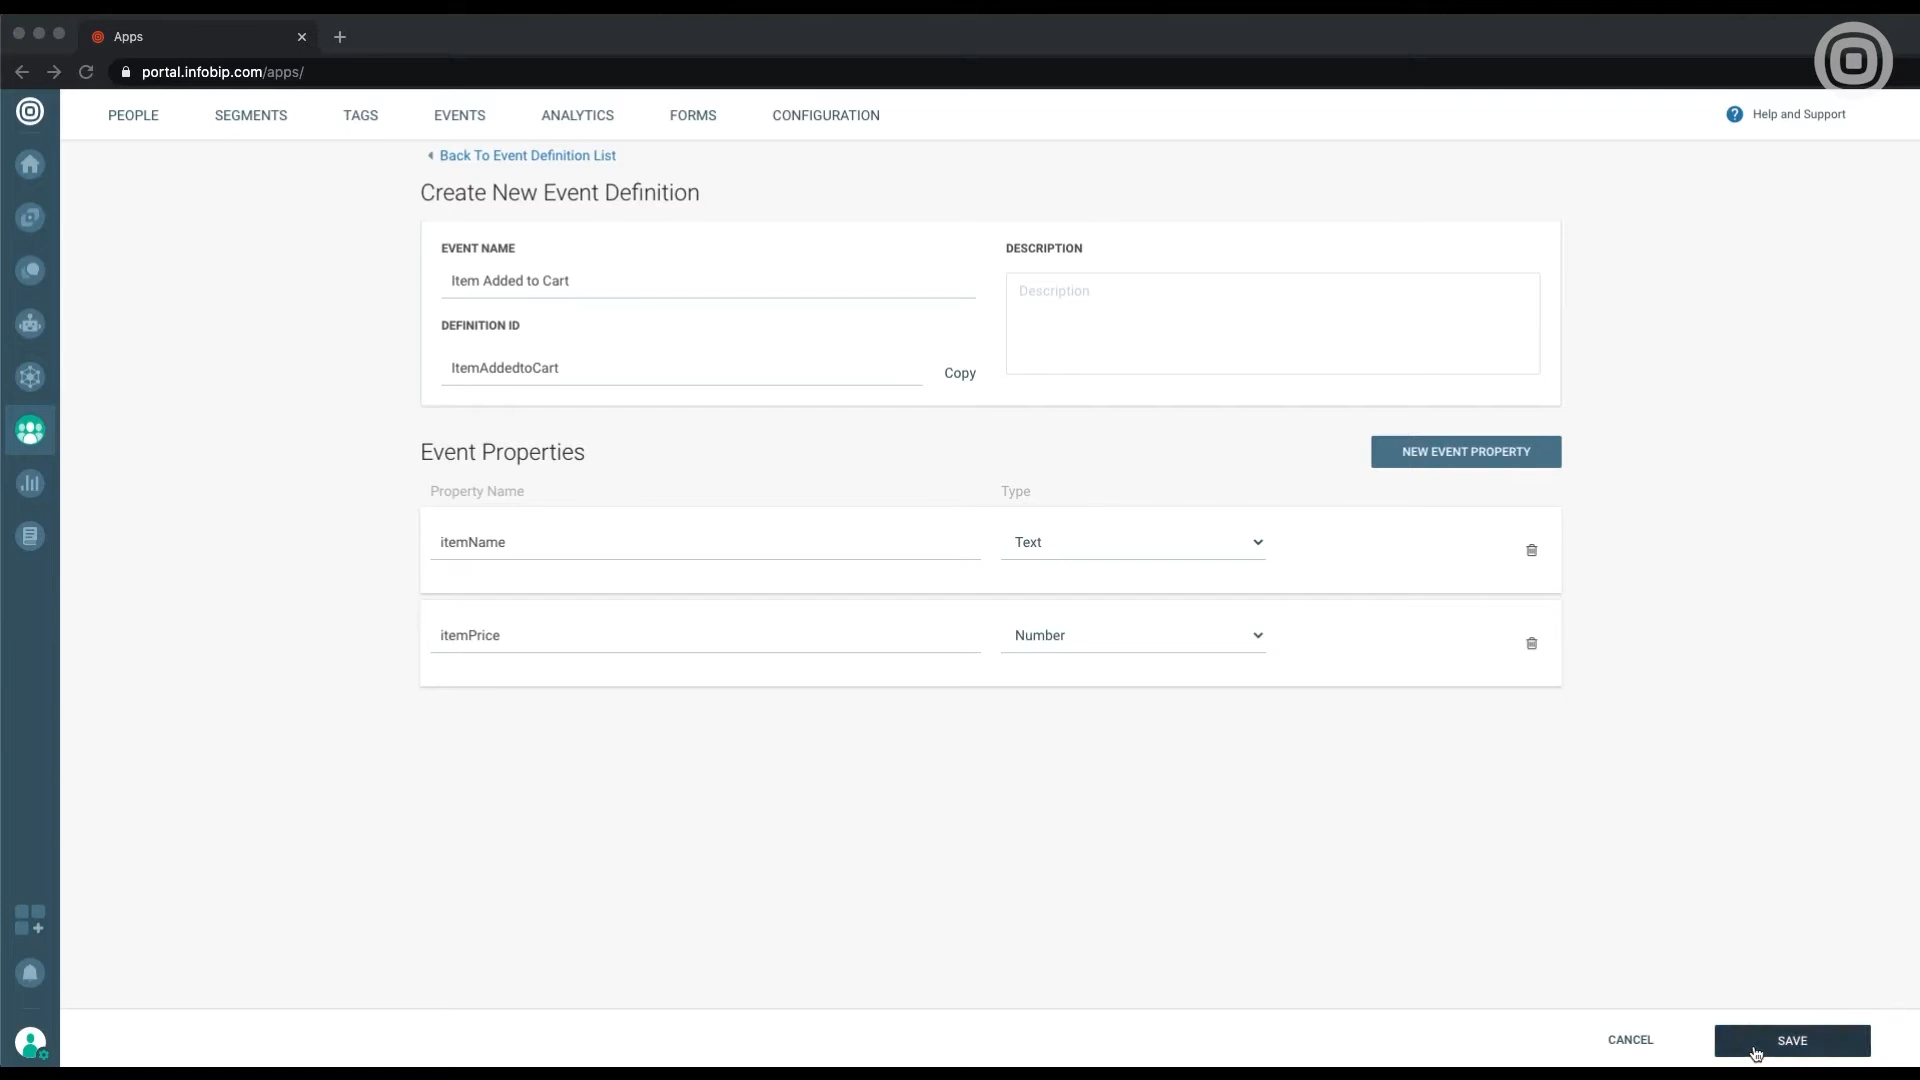 Apps
portal.infobip.com/apps/
PEOPLE SEGMENTS TAGS EVENTS ANALYTICS FORMS CONFIGURATION
? Help and Support
Back To Event Definition List
Create New Event Definition
EVENT NAME
Item Added to Cart
DEFINITION ID
ItemAddedtoCart
Copy
DESCRIPTION
Description
Event Properties
NEW EVENT PROPERTY
Property Name Type
itemName Text
itemPrice Number
CANCEL SAVE